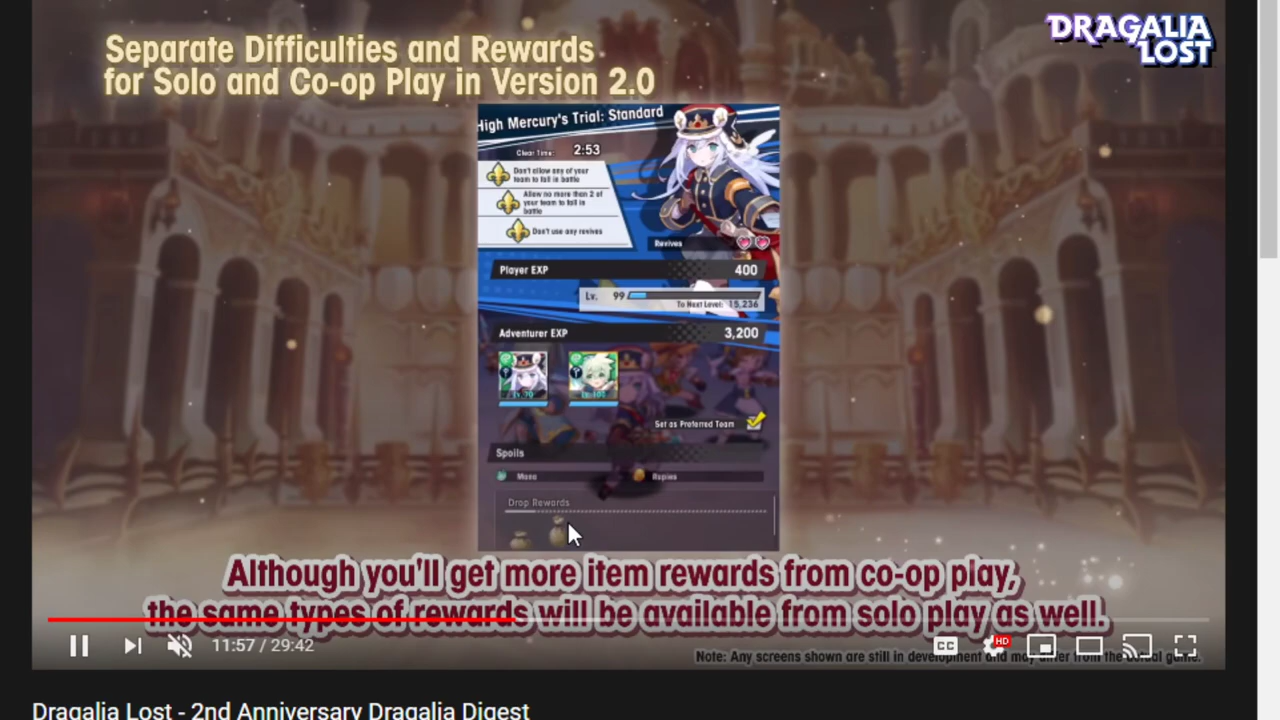 DRAGALIA
LOST
Separate Difficulties and Rewards
for Solo and Co-op Play in Version 2.0
High Mercury's Trial: Standard
Clear Time: 2:53
Don't allow any of your
team to fall in battle
Allow no more than 2 of
your team to fall in
battle
Don't use any revives
Revives
Player EXP 400
Lv. 99
To Next Level: 15,236
Adventurer EXP 3,200
Lv. 70 Lv. 100
Set as Preferred Team
Spoils
Mana Rupies
Drop Rewards
Although you'll get more item rewards from co-op play,
the same types of rewards will be available from solo play as well.
11:57 / 29:42
CC HD
Note: Any screens shown are still in development and may differ from the actual game.
Dragalia Lost - 2nd Anniversary Dragalia Digest